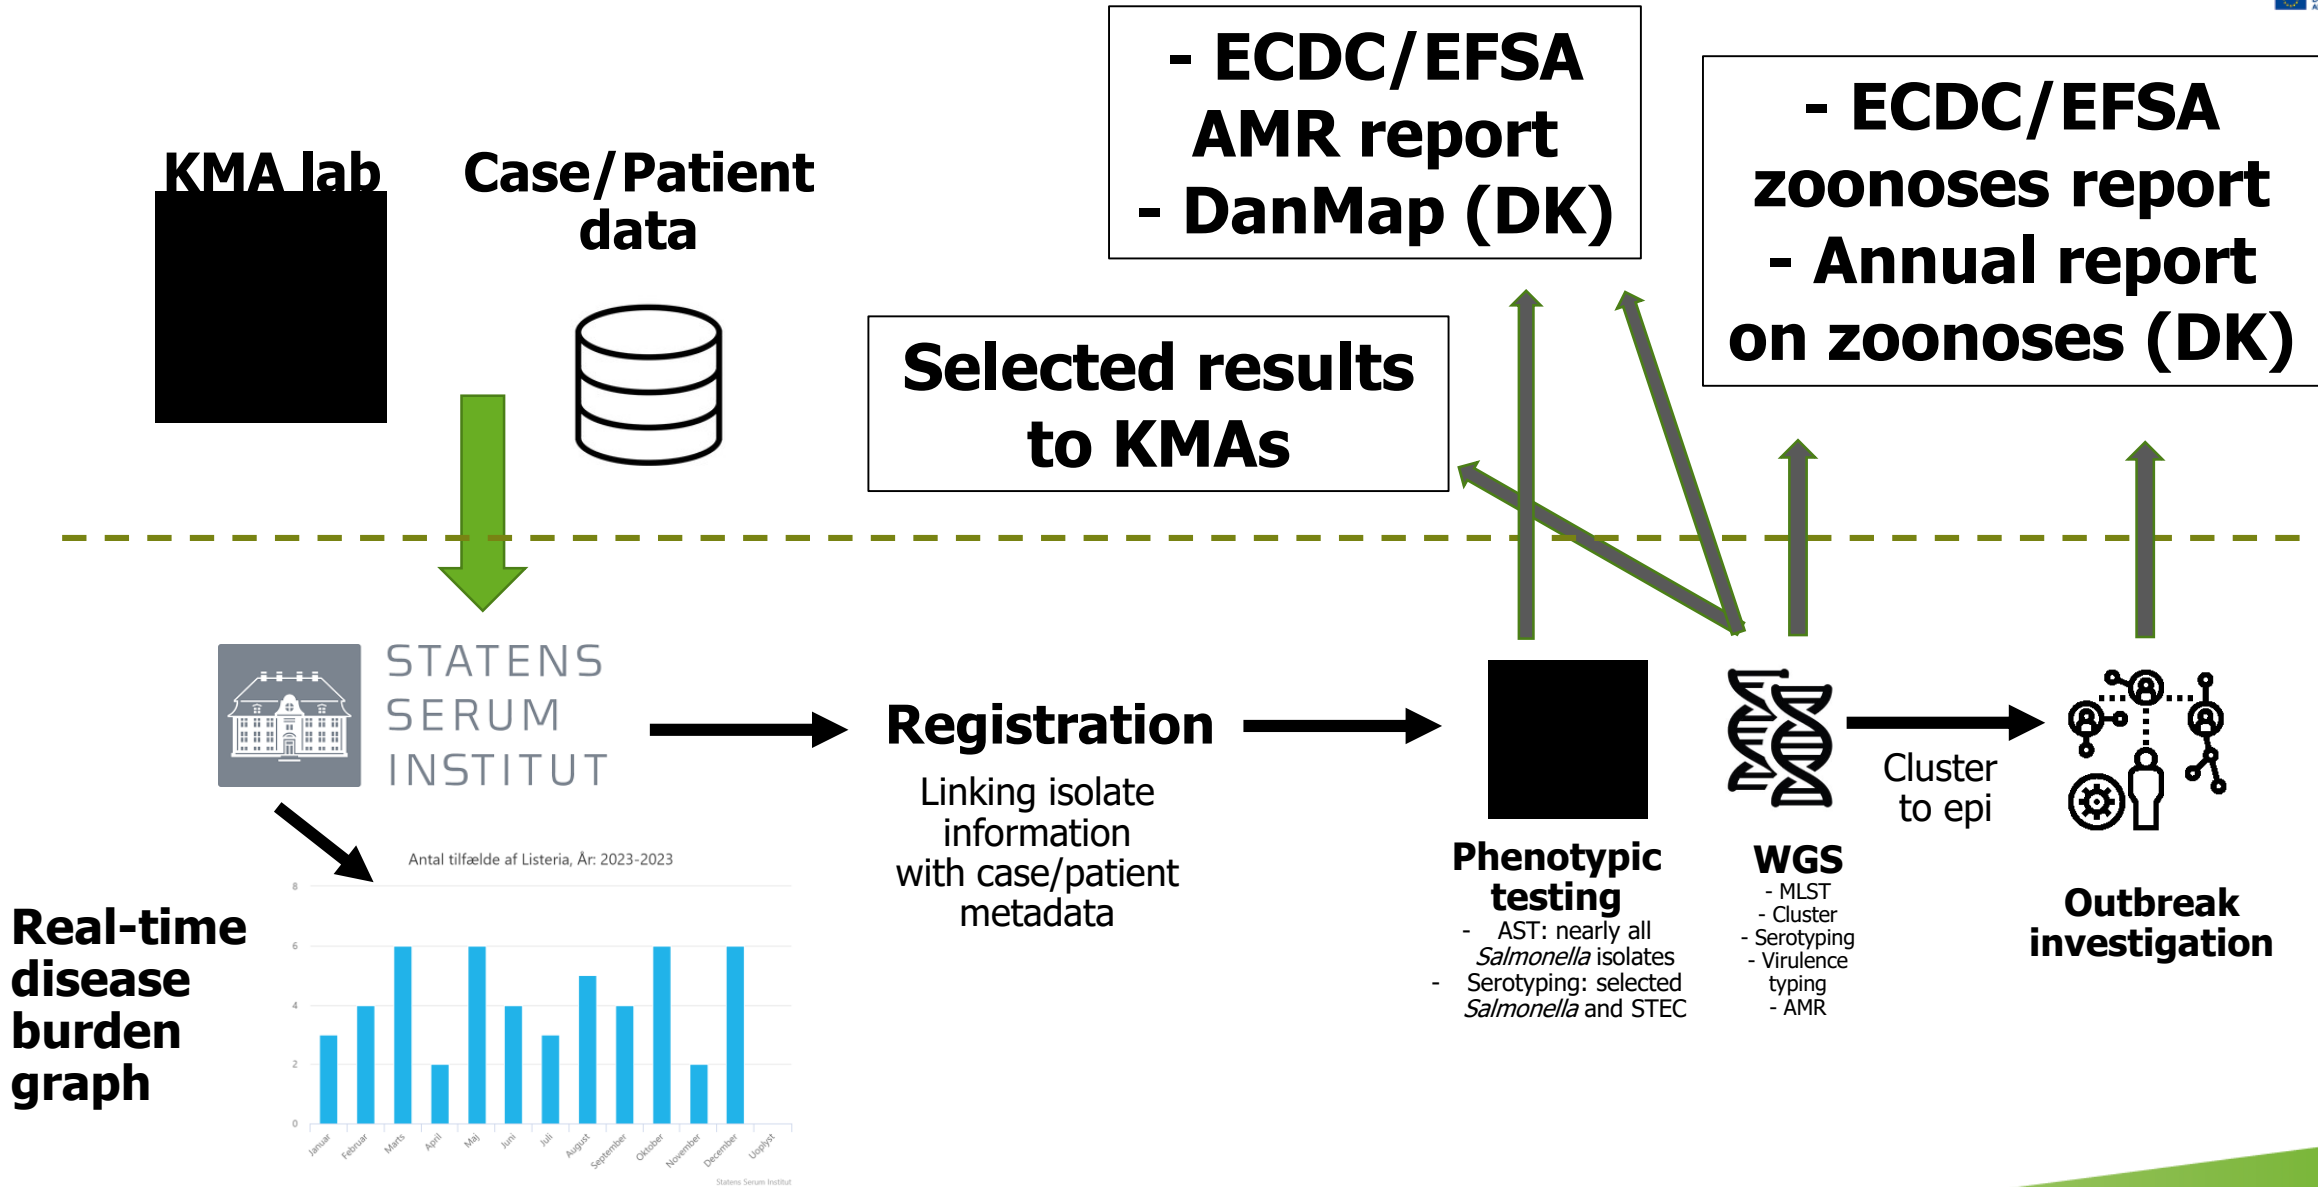 - ECDC/EFSA
AMR report
- DanMap (DK)
- ECDC/EFSA
zoonoses report
- Annual report
on zoonoses (DK)
KMA lab
Case/Patient
data
Selected results
to KMAs
STATENS
SERUM
INSTITUT
Registration
Linking isolate
information
with case/patient
metadata
Phenotypic
testing
- AST: nearly all
Salmonella isolates
- Serotyping: selected
Salmonella and STEC
WGS
- MLST
- Cluster
- Serotyping
- Virulence
typing
- AMR
Cluster
to epi
Outbreak
investigation
Real-time
disease
burden
graph
Antal tilfælde af Listeria, År: 2023-2023
8
6
4
2
0
Januar
Februar
Marts
April
Maj
Juni
Juli
August
September
Oktober
November
December
Uoplyst
Statens Serum Institut